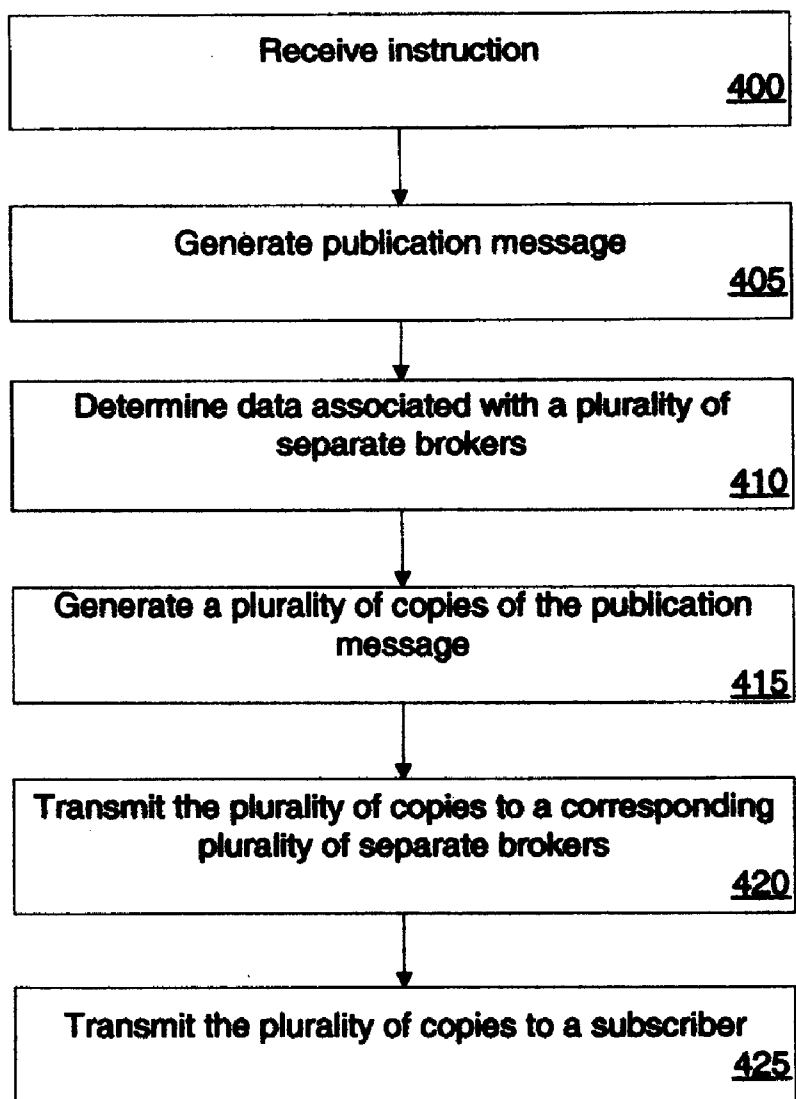 Receive instruction
400
Generate publication message
405
Determine data associated with a plurality of
separate brokers
410
Generate a plurality of copies of the publication
message
415
Transmit the plurality of copies to a corresponding
plurality of separate brokers
420
Transmit the plurality of copies to a subscriber
425